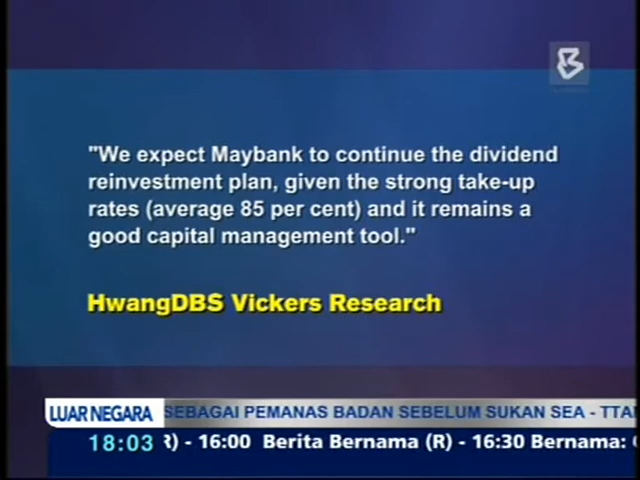 "We expect Maybank to continue the dividend
reinvestment plan, given the strong take-up
rates (average 85 per cent) and it remains a
good capital management tool."
HwangDBS Vickers Research
LUAR NEGARA SEBAGAI PEMANAS BADAN SEBELUM SUKAN SEA - TTA
18:03 R) - 16:00 Berita Bernama (R) - 16:30 Bernama: